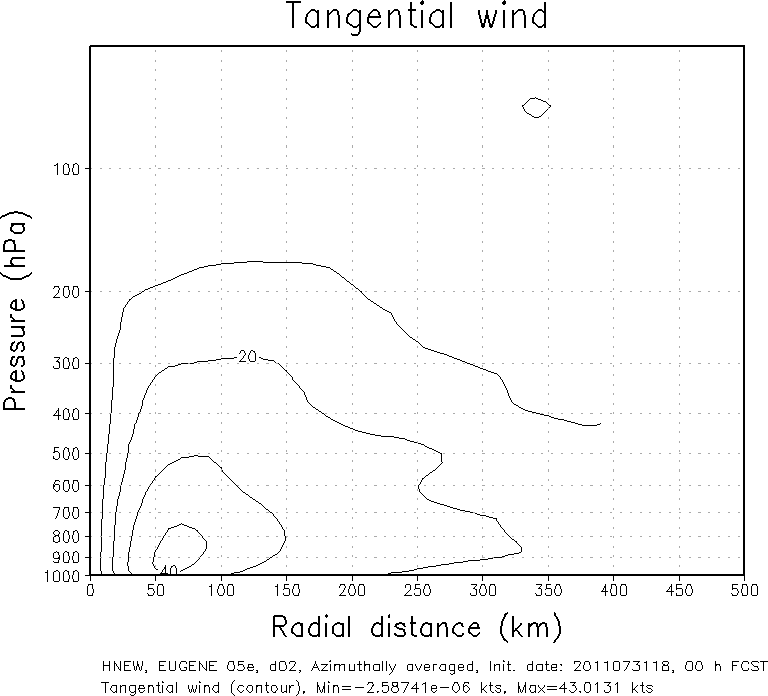 Tangential wind
Pressure (hPa)
100
200
300
400
500
600
700
800
900
1000
20
40
0 50 100 150 200 250 300 350 400 450 500
Radial distance (km)
HNEW, EUGENE 05e, d02, Azimuthally averaged, Init. date: 2011073118, 00 h FCST
Tangential wind (contour), Min=-2.58741e-06 kts, Max=43.0131 kts